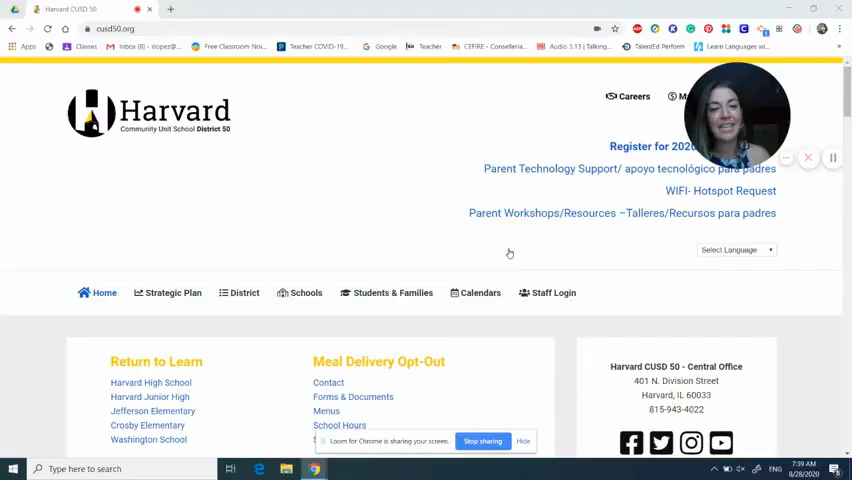 Harvard CUSD 50
cusd50.org
Apps
Classes
Inbox (8) - slopez@...
Free Classroom Noi...
Teacher COVID-19...
Google
Teacher
CEFIRE - Conselleria...
Audio 3.13 | Talking...
TalentEd Perform
Learn Languages wi...
Harvard
Community Unit School District 50
Careers
Register for 202
Parent Technology Support/ apoyo tecnológico para padres
WIFI- Hotspot Request
Parent Workshops/Resources –Talleres/Recursos para padres
Select Language
Home
Strategic Plan
District
Schools
Students & Families
Calendars
Staff Login
Return to Learn
Harvard High School
Harvard Junior High
Jefferson Elementary
Crosby Elementary
Washington School
Meal Delivery Opt-Out
Contact
Forms & Documents
Menus
School Hours
Harvard CUSD 50 - Central Office
401 N. Division Street
Harvard, IL 60033
815-943-4022
Loom for Chrome is sharing your screen.
Stop sharing
Hide
Type here to search
ENG
7:39 AM
8/28/2020